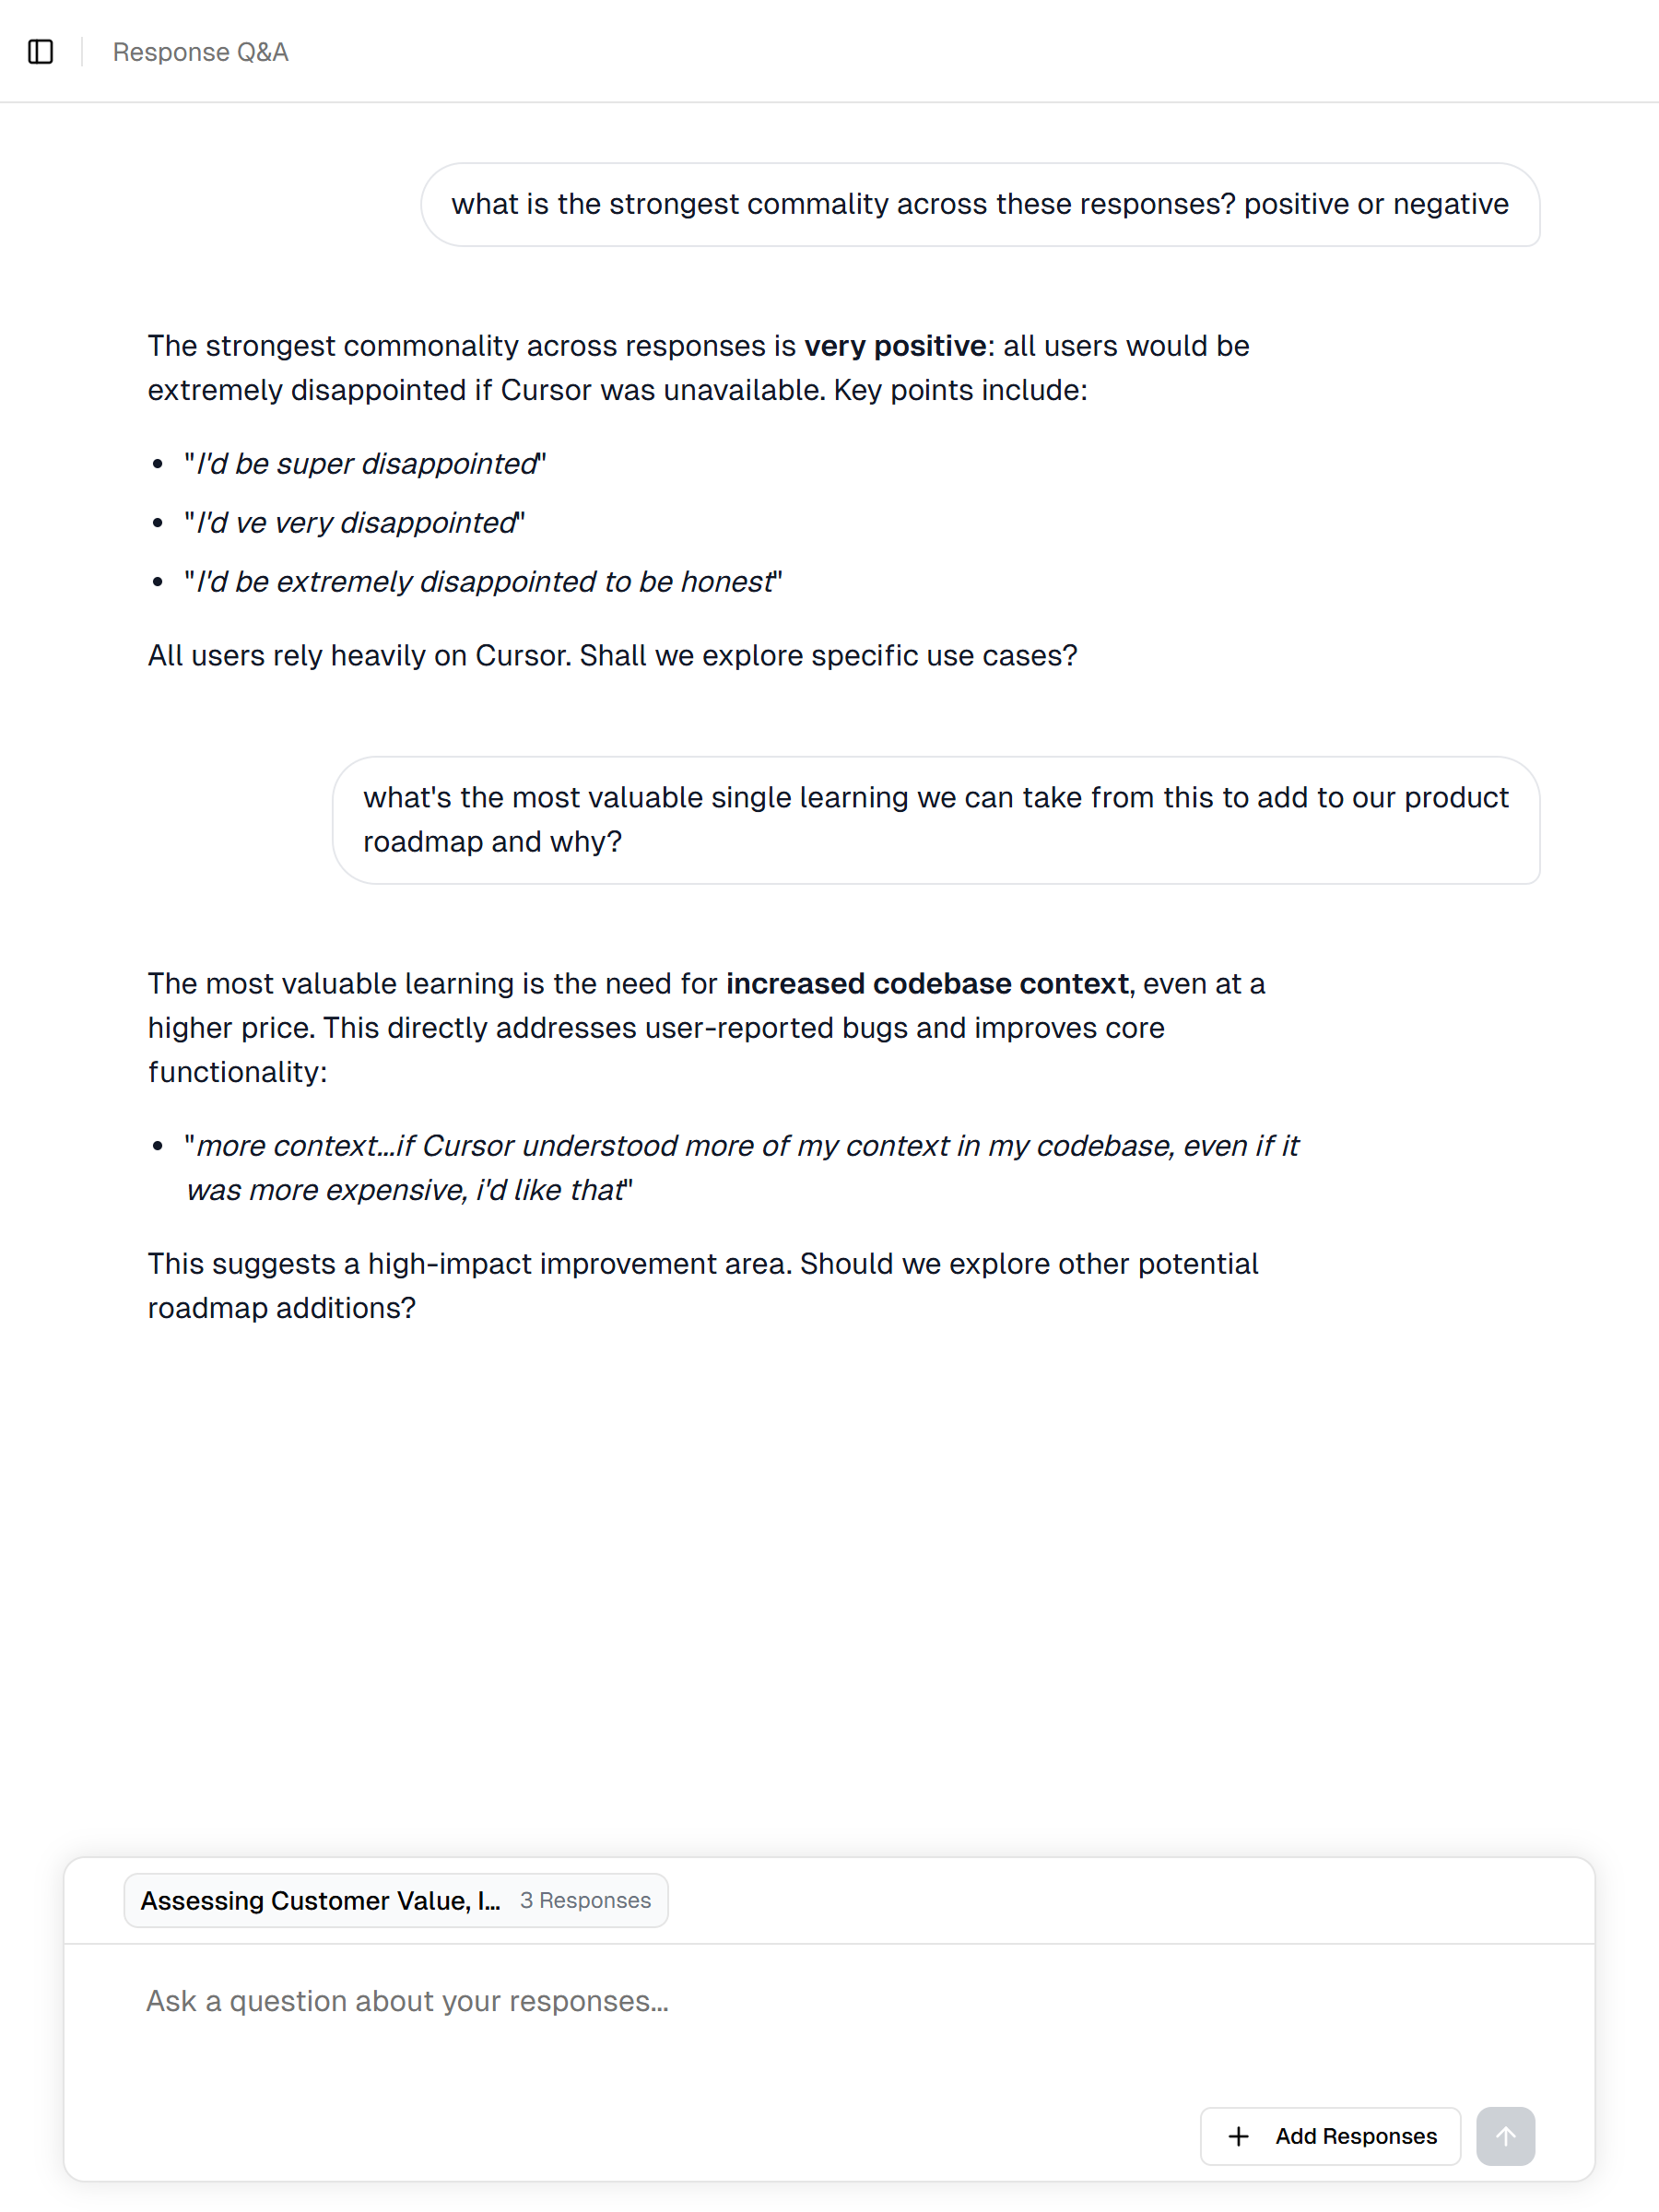 Response Q&A
what is the strongest commality across these responses? positive or negative
The strongest commonality across responses is very positive: all users would be
extremely disappointed if Cursor was unavailable. Key points include:
• "I'd be super disappointed"
• "I'd ve very disappointed"
• "I'd be extremely disappointed to be honest"
All users rely heavily on Cursor. Shall we explore specific use cases?
what's the most valuable single learning we can take from this to add to our product
roadmap and why?
The most valuable learning is the need for increased codebase context, even at a
higher price. This directly addresses user-reported bugs and improves core
functionality:
• "more context...if Cursor understood more of my context in my codebase, even if it
was more expensive, i'd like that"
This suggests a high-impact improvement area. Should we explore other potential
roadmap additions?
Assessing Customer Value, I... 3 Responses
Ask a question about your responses...
Add Responses